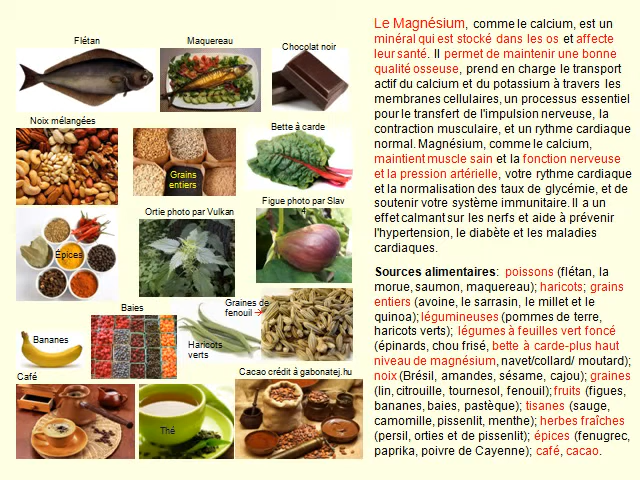 Flétan
Maquereau
Chocolat noir
Noix mélangées
Grains
entiers
Bette à carde
Épices
Ortie photo par Vulkan
Figue photo par Slav
4
Bananes
Baies
Haricots
verts
Graines de
fenouil
Café
Thé
Cacao crédit à gabonatej.hu
Le Magnésium, comme le calcium, est un
minéral qui est stocké dans les os et affecte
leur santé. Il permet de maintenir une bonne
qualité osseuse, prend en charge le transport
actif du calcium et du potassium à travers les
membranes cellulaires, un processus essentiel
pour le transfert de l'impulsion nerveuse, la
contraction musculaire, et un rythme cardiaque
normal. Magnésium, comme le calcium,
maintient muscle sain et la fonction nerveuse
et la pression artérielle, votre rythme cardiaque
et la normalisation des taux de glycémie, et de
soutenir votre système immunitaire. Il a un
effet calmant sur les nerfs et aide à prévenir
l'hypertension, le diabète et les maladies
cardiaques.
Sources alimentaires: poissons (flétan, la
morue, saumon, maquereau); haricots; grains
entiers (avoine, le sarrasin, le millet et le
quinoa); légumineuses (pommes de terre,
haricots verts); légumes à feuilles vert foncé
(épinards, chou frisé, bette à carde-plus haut
niveau de magnésium, navet/collard/ moutard);
noix (Brésil, amandes, sésame, cajou); graines
(lin, citrouille, tournesol, fenouil); fruits (figues,
bananes, baies, pastèque); tisanes (sauge,
camomille, pissenlit, menthe); herbes fraîches
(persil, orties et de pissenlit); épices (fenugrec,
paprika, poivre de Cayenne); café, cacao.